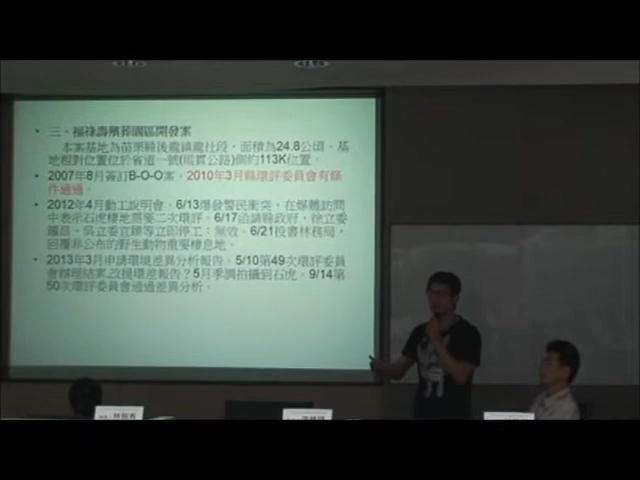 三、福祿壽殯葬園區開發案
本案基地為苗栗縣後龍鎮龍社段，面積為24.8公頃。基
地相對位置位於省道一號(縱貫公路)側約113K位置。
2007年8月簽訂B-O-O案。2010年3月縣環評委員會有條
件通過。
2012年4月動工說明會。6/13爆發警民衝突，在媒體訪問
中表示石虎棲地需要二次環評。6/17函請縣政府，徐立委
耀昌、吳立委宜臻等立即停工：無效。6/21投書林務局，
回覆非公布的野生動物重要棲息地。
2013年3月申請環境差異分析報告。5/10第49次環評委員
會辦理結案.改提環差報告？5月季調拍攝到石虎。9/14第
50次環評委員會通過差異分析。